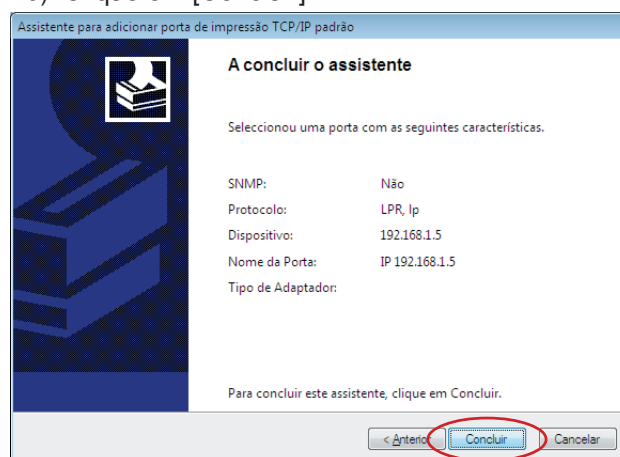 Assistente para adicionar porta de impressão TCP/IP padrão
A concluir o assistente
Seleccionou uma porta com as seguintes características.
SNMP: Não
Protocolo: LPR, lp
Dispositivo: 192.168.1.5
Nome da Porta: IP 192.168.1.5
Tipo de Adaptador:
Para concluir este assistente, clique em Concluir.
< Anterior Concluir Cancelar